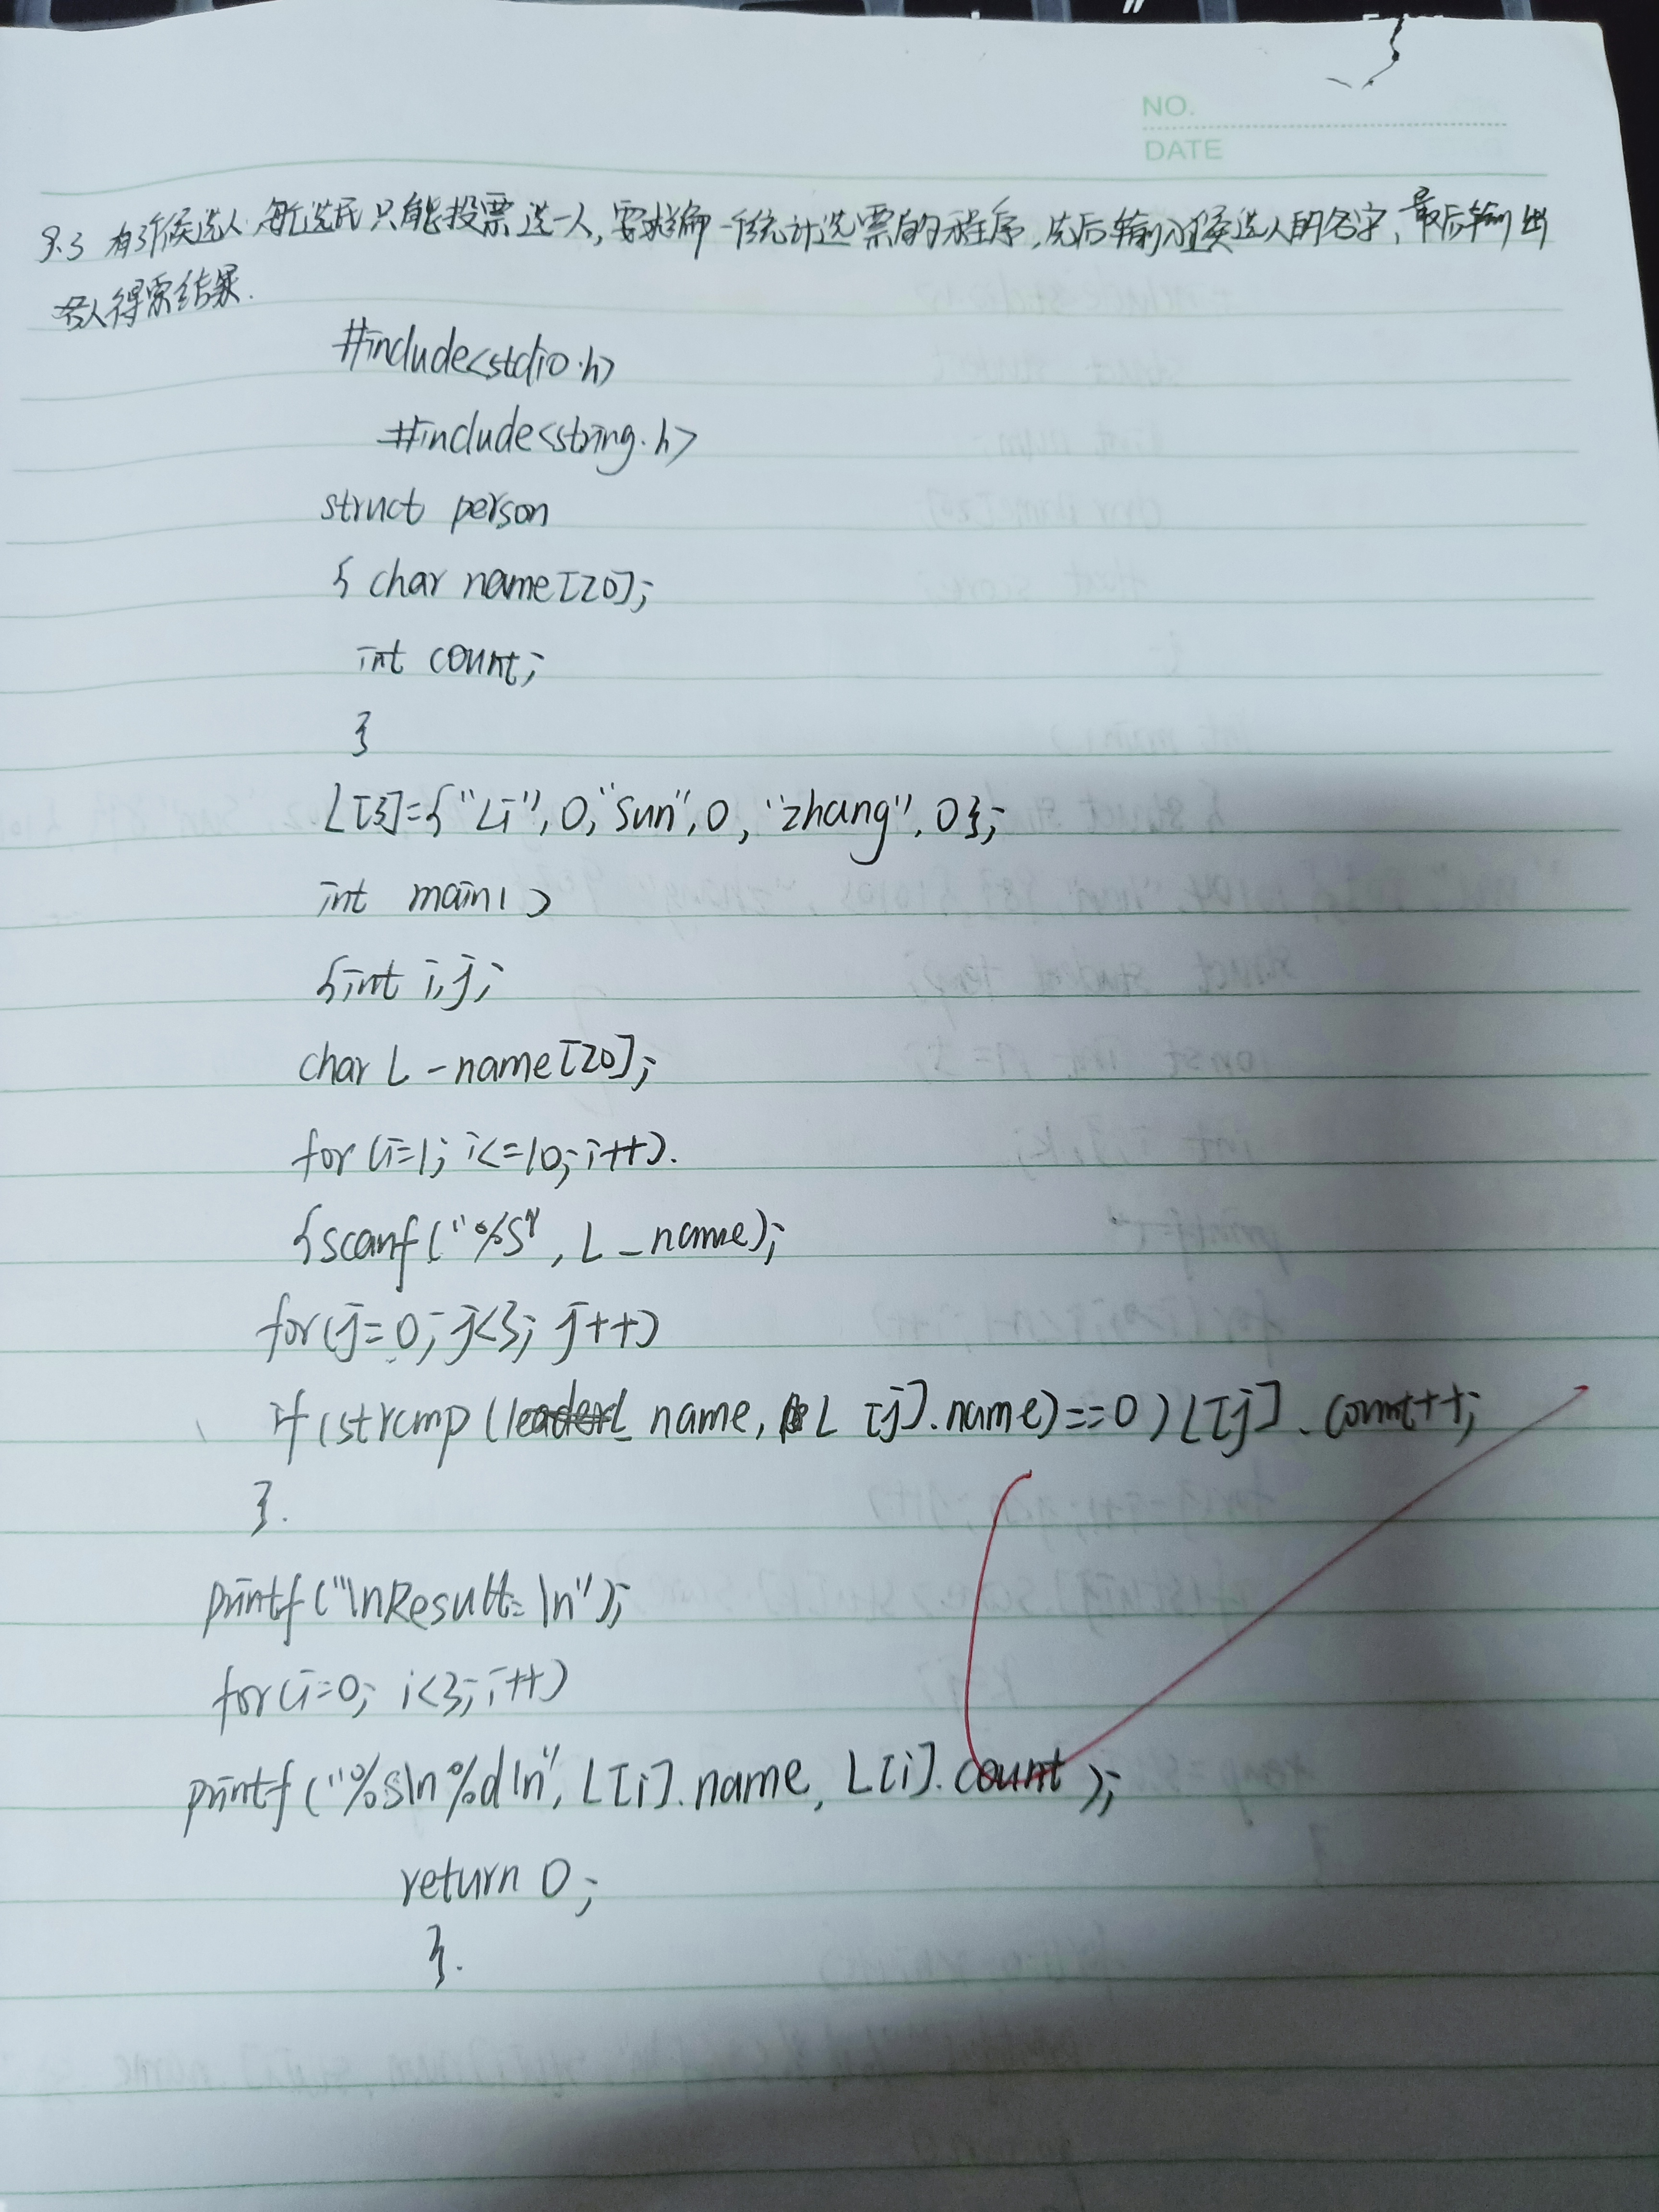 NO.
DATE
9.3 有3个候选人,每个选民只能投票选一人,要求编一个统计选票的程序,先后输入候选人的名字,最后输出
各人得票结果.
#include<stdio.h>
#include<string.h>
struct person
{ char name[20];
int count;
}
L[3]={"Li",0,"Sun",0,"zhang",0};
int main()
{int i,j;
char L_name[20];
for(i=1; i<=10; i++).
{scanf("%s", L_name);
for(j=0; j<3; j++)
if(strcmp(L_name, L[j].name)==0) L[j].count++;
}.
printf("\nResult:\n");
for(i=0; i<3; i++)
printf("%s\n%d\n", L[i].name, L[i].count);
return 0;
}.